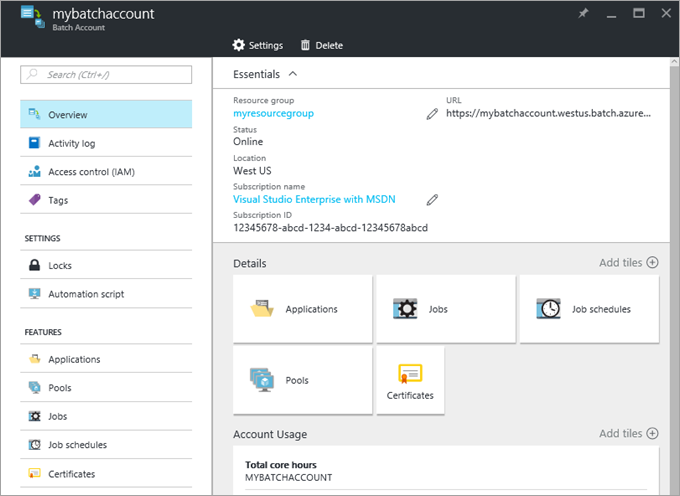 mybatchaccount
Batch Account
Settings
Delete
Search (Ctrl+/)
Overview
Activity log
Access control (IAM)
Tags
SETTINGS
Locks
Automation script
FEATURES
Applications
Pools
Jobs
Job schedules
Certificates
Essentials
Resource group
myresourcegroup
Status
Online
Location
West US
Subscription name
Visual Studio Enterprise with MSDN
Subscription ID
12345678-abcd-1234-abcd-12345678abcd
URL
https://mybatchaccount.westus.batch.azure...
Details
Add tiles
Applications
Jobs
Job schedules
Pools
Certificates
Account Usage
Add tiles
Total core hours
MYBATCHACCOUNT